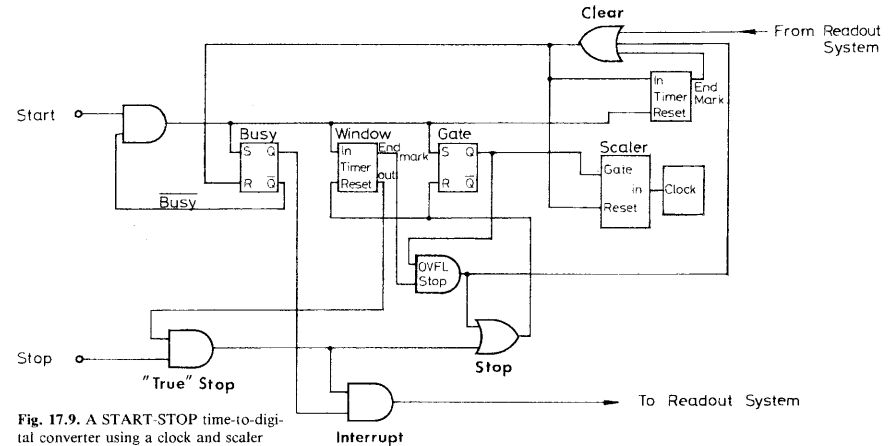 Clear
From Readout
System
In
Timer
Reset
End
Mark
Start
Busy
S Q
R Q̅
B̅u̅s̅y̅
Window
In
Timer
Reset
End
mark
out
Gate
S Q
R Q̅
Scaler
Gate
in
Reset
Clock
OVFL
Stop
Stop
Stop
"True" Stop
Interrupt
To Readout System
Fig. 17.9. A START-STOP time-to-digi-
tal converter using a clock and scaler